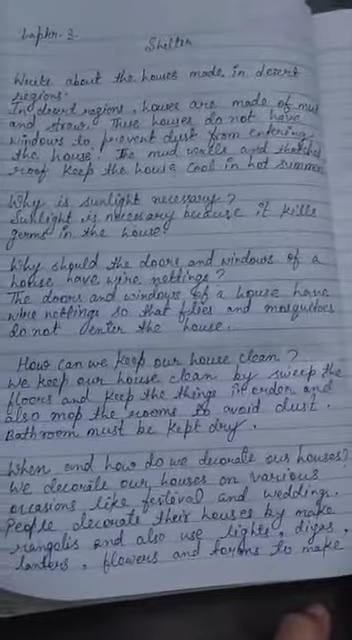 Chapter. 3
Shelter
Write about the houses made in desert
regions.
In desert regions, houses are made of mud
and straw. These houses do not have
windows to prevent dust from entering
the house. The mud walls and thatched
roof keep the house cool in hot summer
Why is sunlight necessary?
Sunlight is necessary because it kills
germs in the house
Why should the doors and windows of a
house have wire nettings?
The doors and windows of a house have
wire nettings so that flies and mosquitoes
do not enter the house.
How can we keep our house clean?
We keep our house clean by sweep the
floors and keep the things in order and
also mop the rooms to avoid dust.
Bathroom must be kept dry.
When and how do we decorate our houses?
We decorate our houses on various
occasions like festival and wedding.
People decorate their houses by make
rangolis and also use lights, diyas,
flowers and torans to make